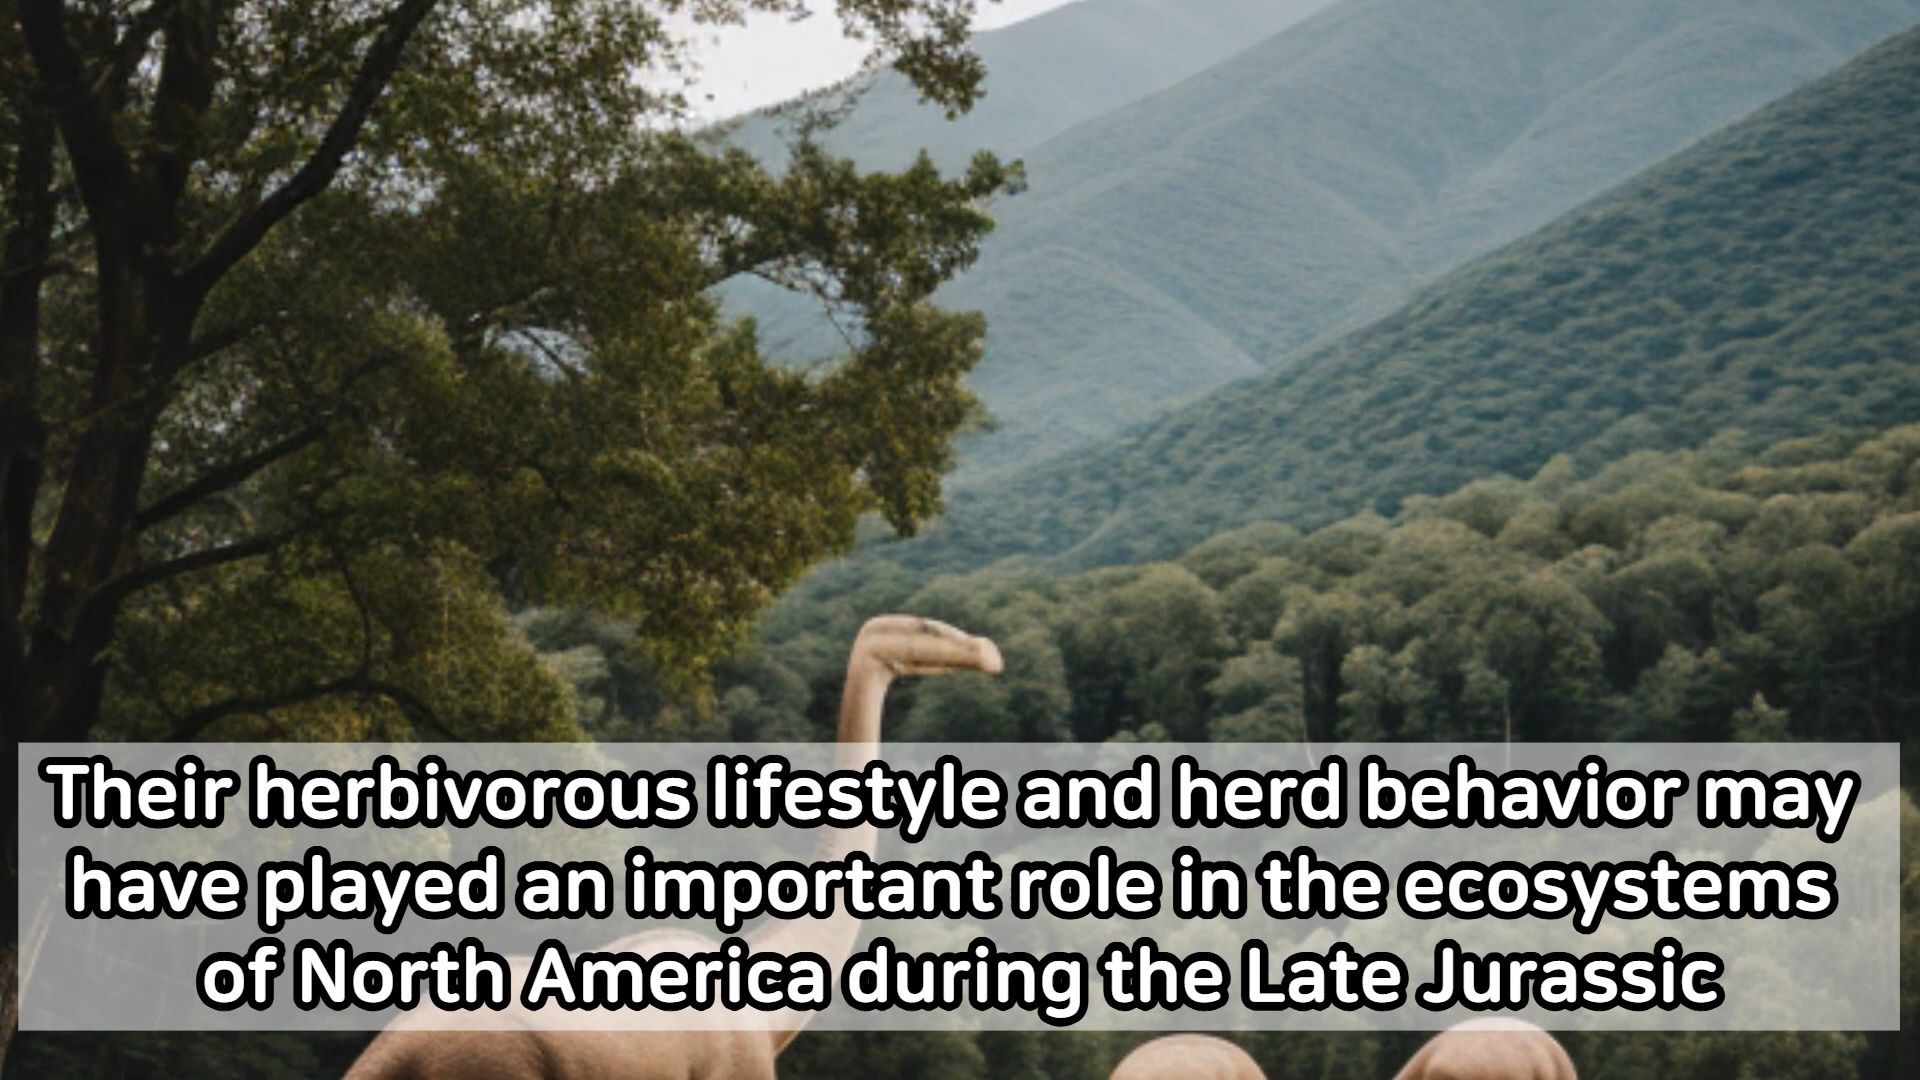 Their herbivorous lifestyle and herd behavior may
have played an important role in the ecosystems
of North America during the Late Jurassic